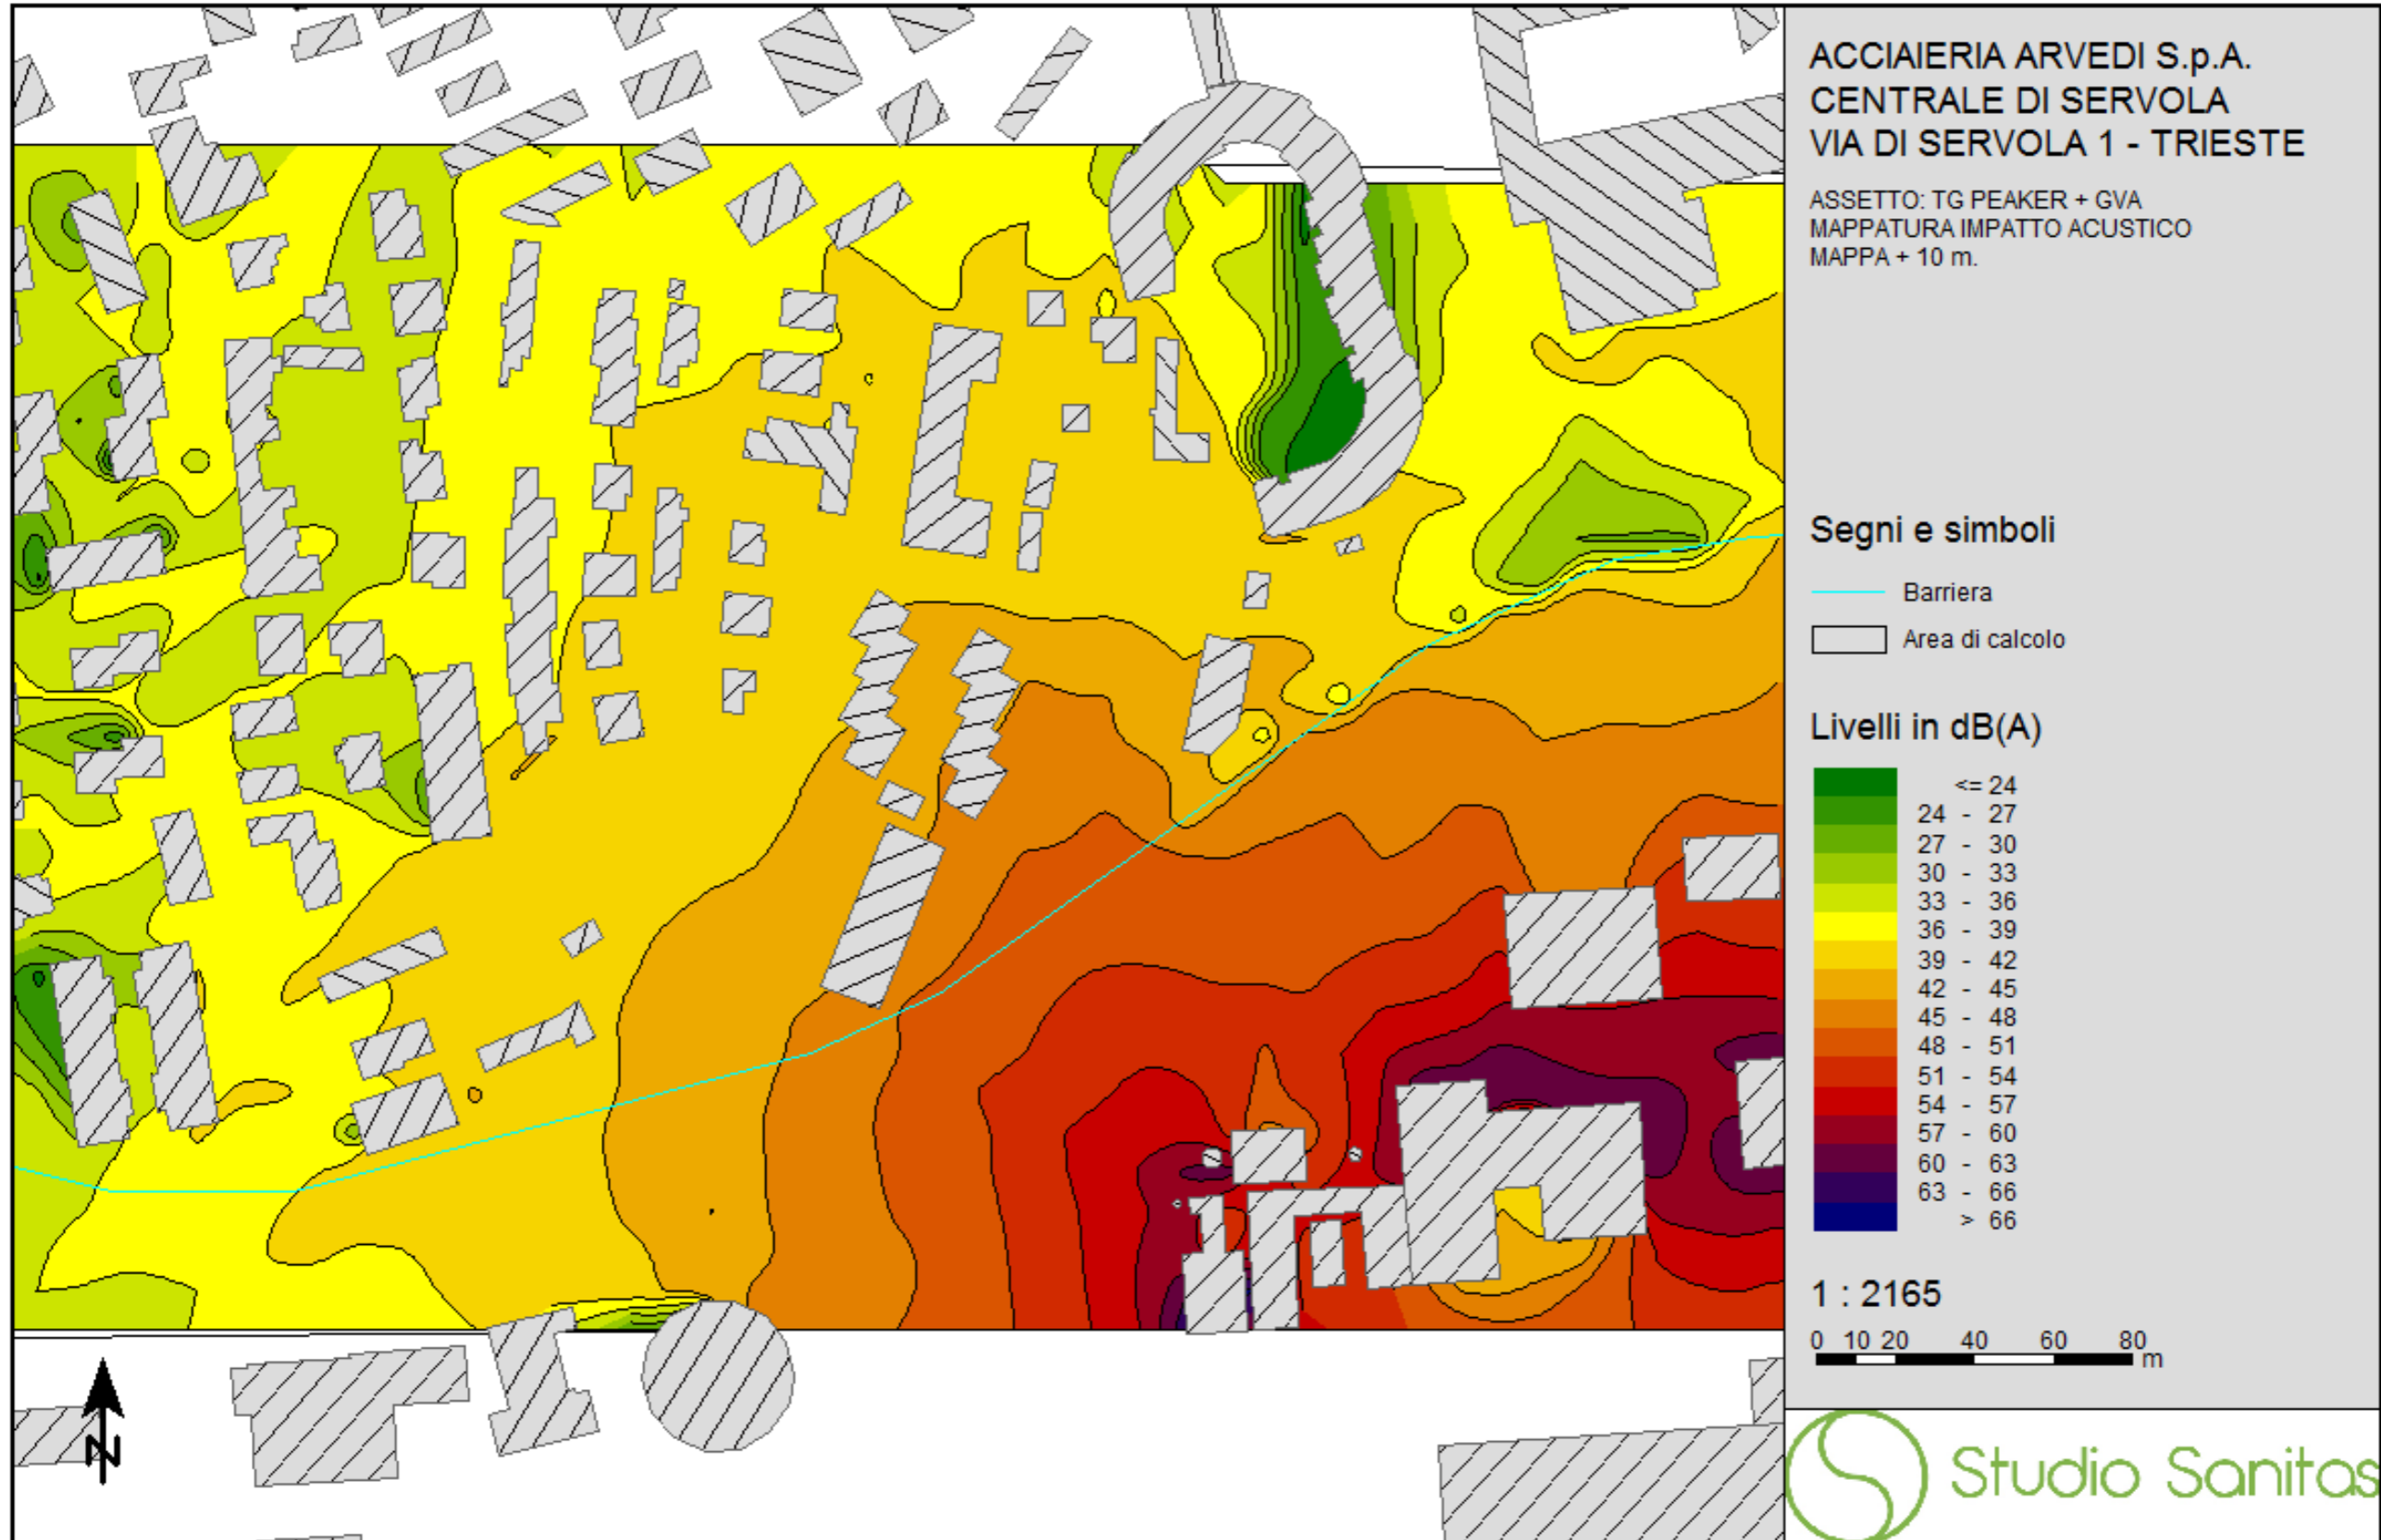 ACCIAIERIA ARVEDI S.p.A.
CENTRALE DI SERVOLA
VIA DI SERVOLA 1 - TRIESTE
ASSETTO: TG PEAKER + GVA
MAPPATURA IMPATTO ACUSTICO
MAPPA + 10 m.
Segni e simboli
Barriera
Area di calcolo
Livelli in dB(A)
<= 24
24 - 27
27 - 30
30 - 33
33 - 36
36 - 39
39 - 42
42 - 45
45 - 48
48 - 51
51 - 54
54 - 57
57 - 60
60 - 63
63 - 66
> 66
1 : 2165
0 10 20 40 60 80
m
N
Studio Sanitas